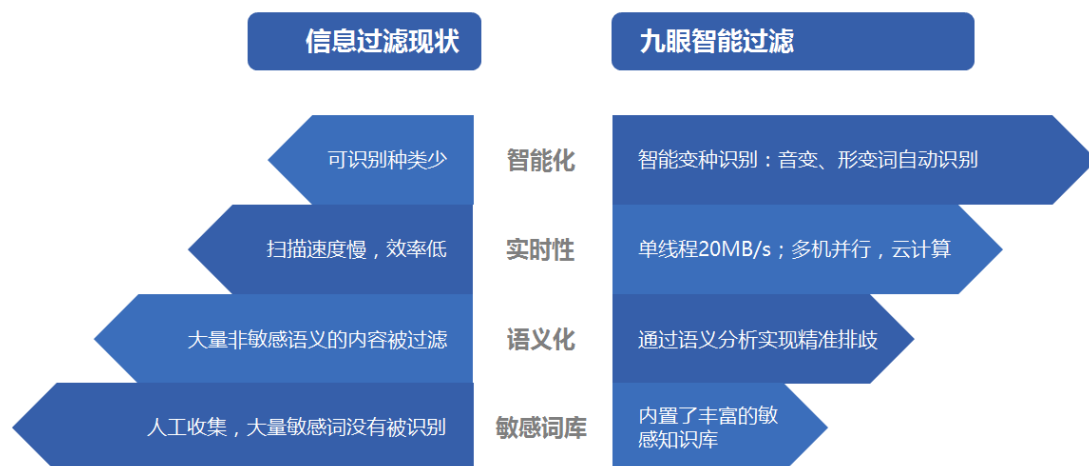 信息过滤现状
九眼智能过滤
可识别种类少
智能化
智能变种识别：音变、形变词自动识别
扫描速度慢，效率低
实时性
单线程20MB/s；多机并行，云计算
大量非敏感语义的内容被过滤
语义化
通过语义分析实现精准排歧
人工收集，大量敏感词没有被识别
敏感词库
内置了丰富的敏
感知识库